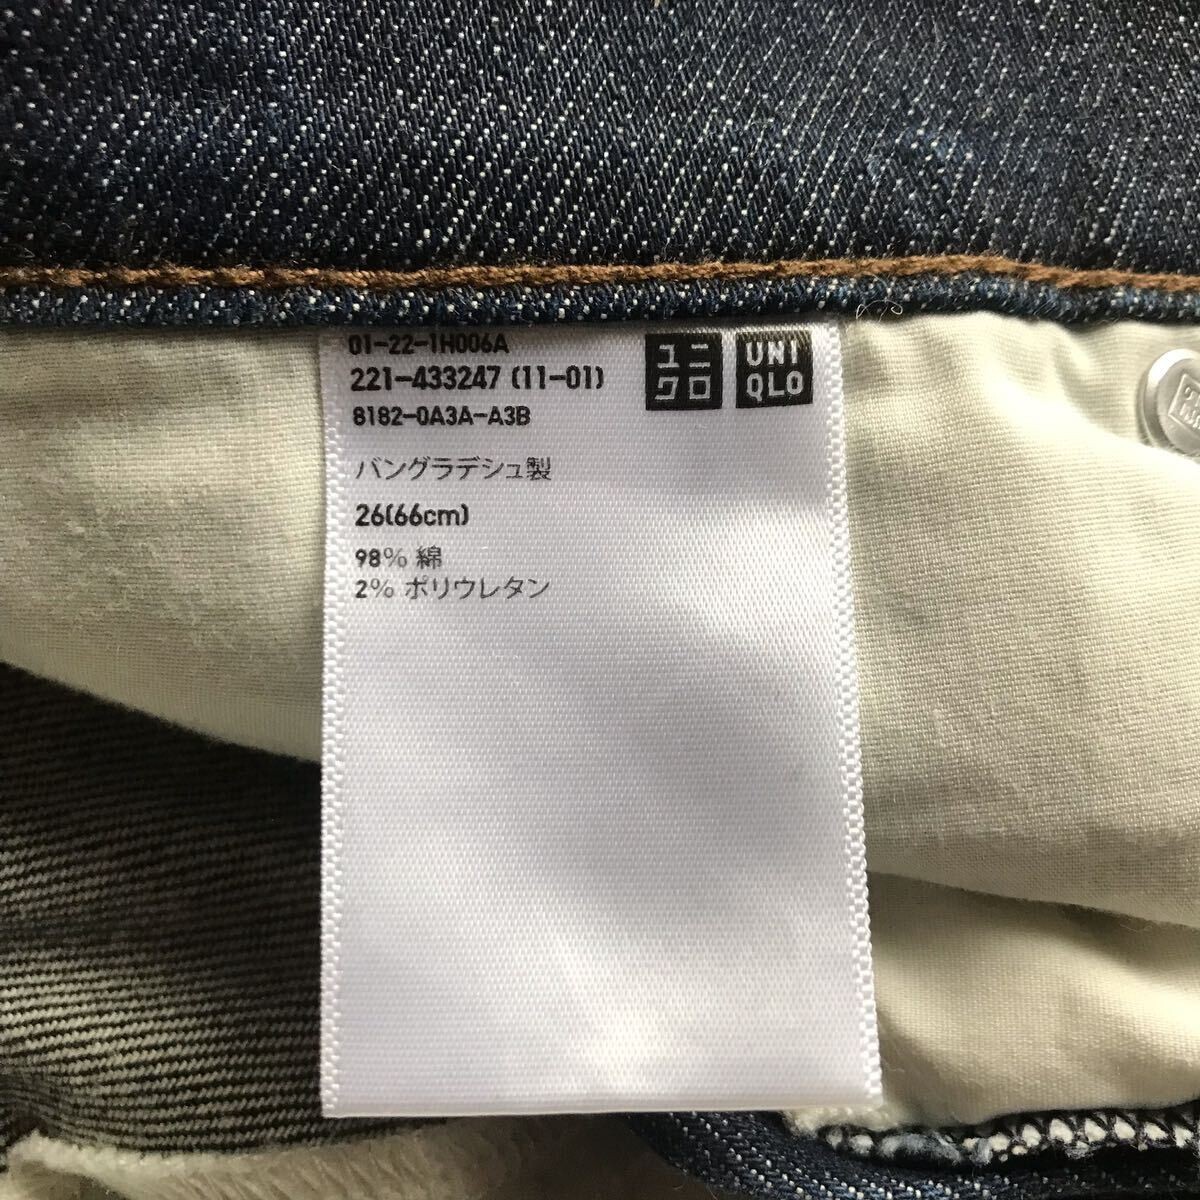 01-22-1H006A
221-433247 (11-01)
8182-0A3A-A3B
ユニ
クロ
UNI
QLO
バングラデシュ製
26(66cm)
98% 綿
2% ポリウレタン